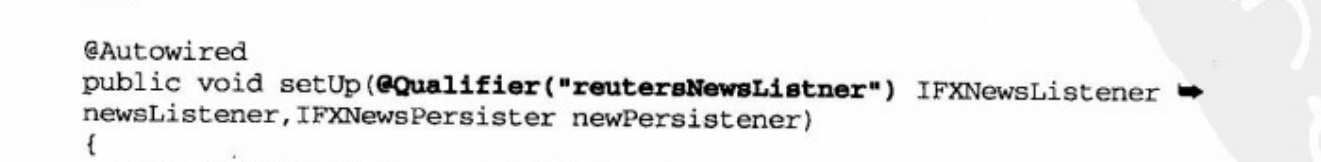 @Autowired
public void setUp(@Qualifier("reutersNewsListner") IFXNewsListener ➥
newsListener,IFXNewsPersister newPersistener)
{